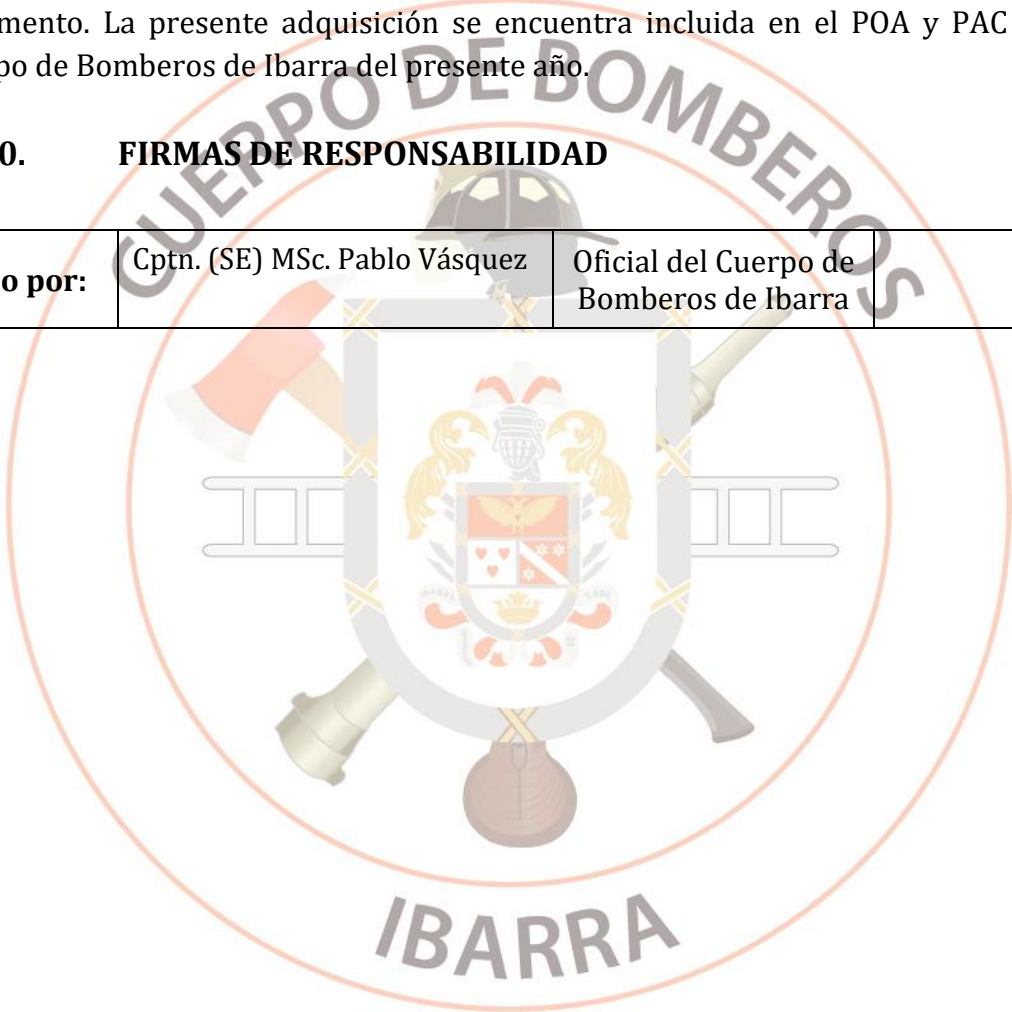 mento. La presente adquisición se encuentra incluida en el POA y PAC
po de Bomberos de Ibarra del presente año.
0. FIRMAS DE RESPONSABILIDAD
o por: Cptn. (SE) MSc. Pablo Vásquez Oficial del Cuerpo de
Bomberos de Ibarra
CUERPO DE BOMBEROS
IBARRA